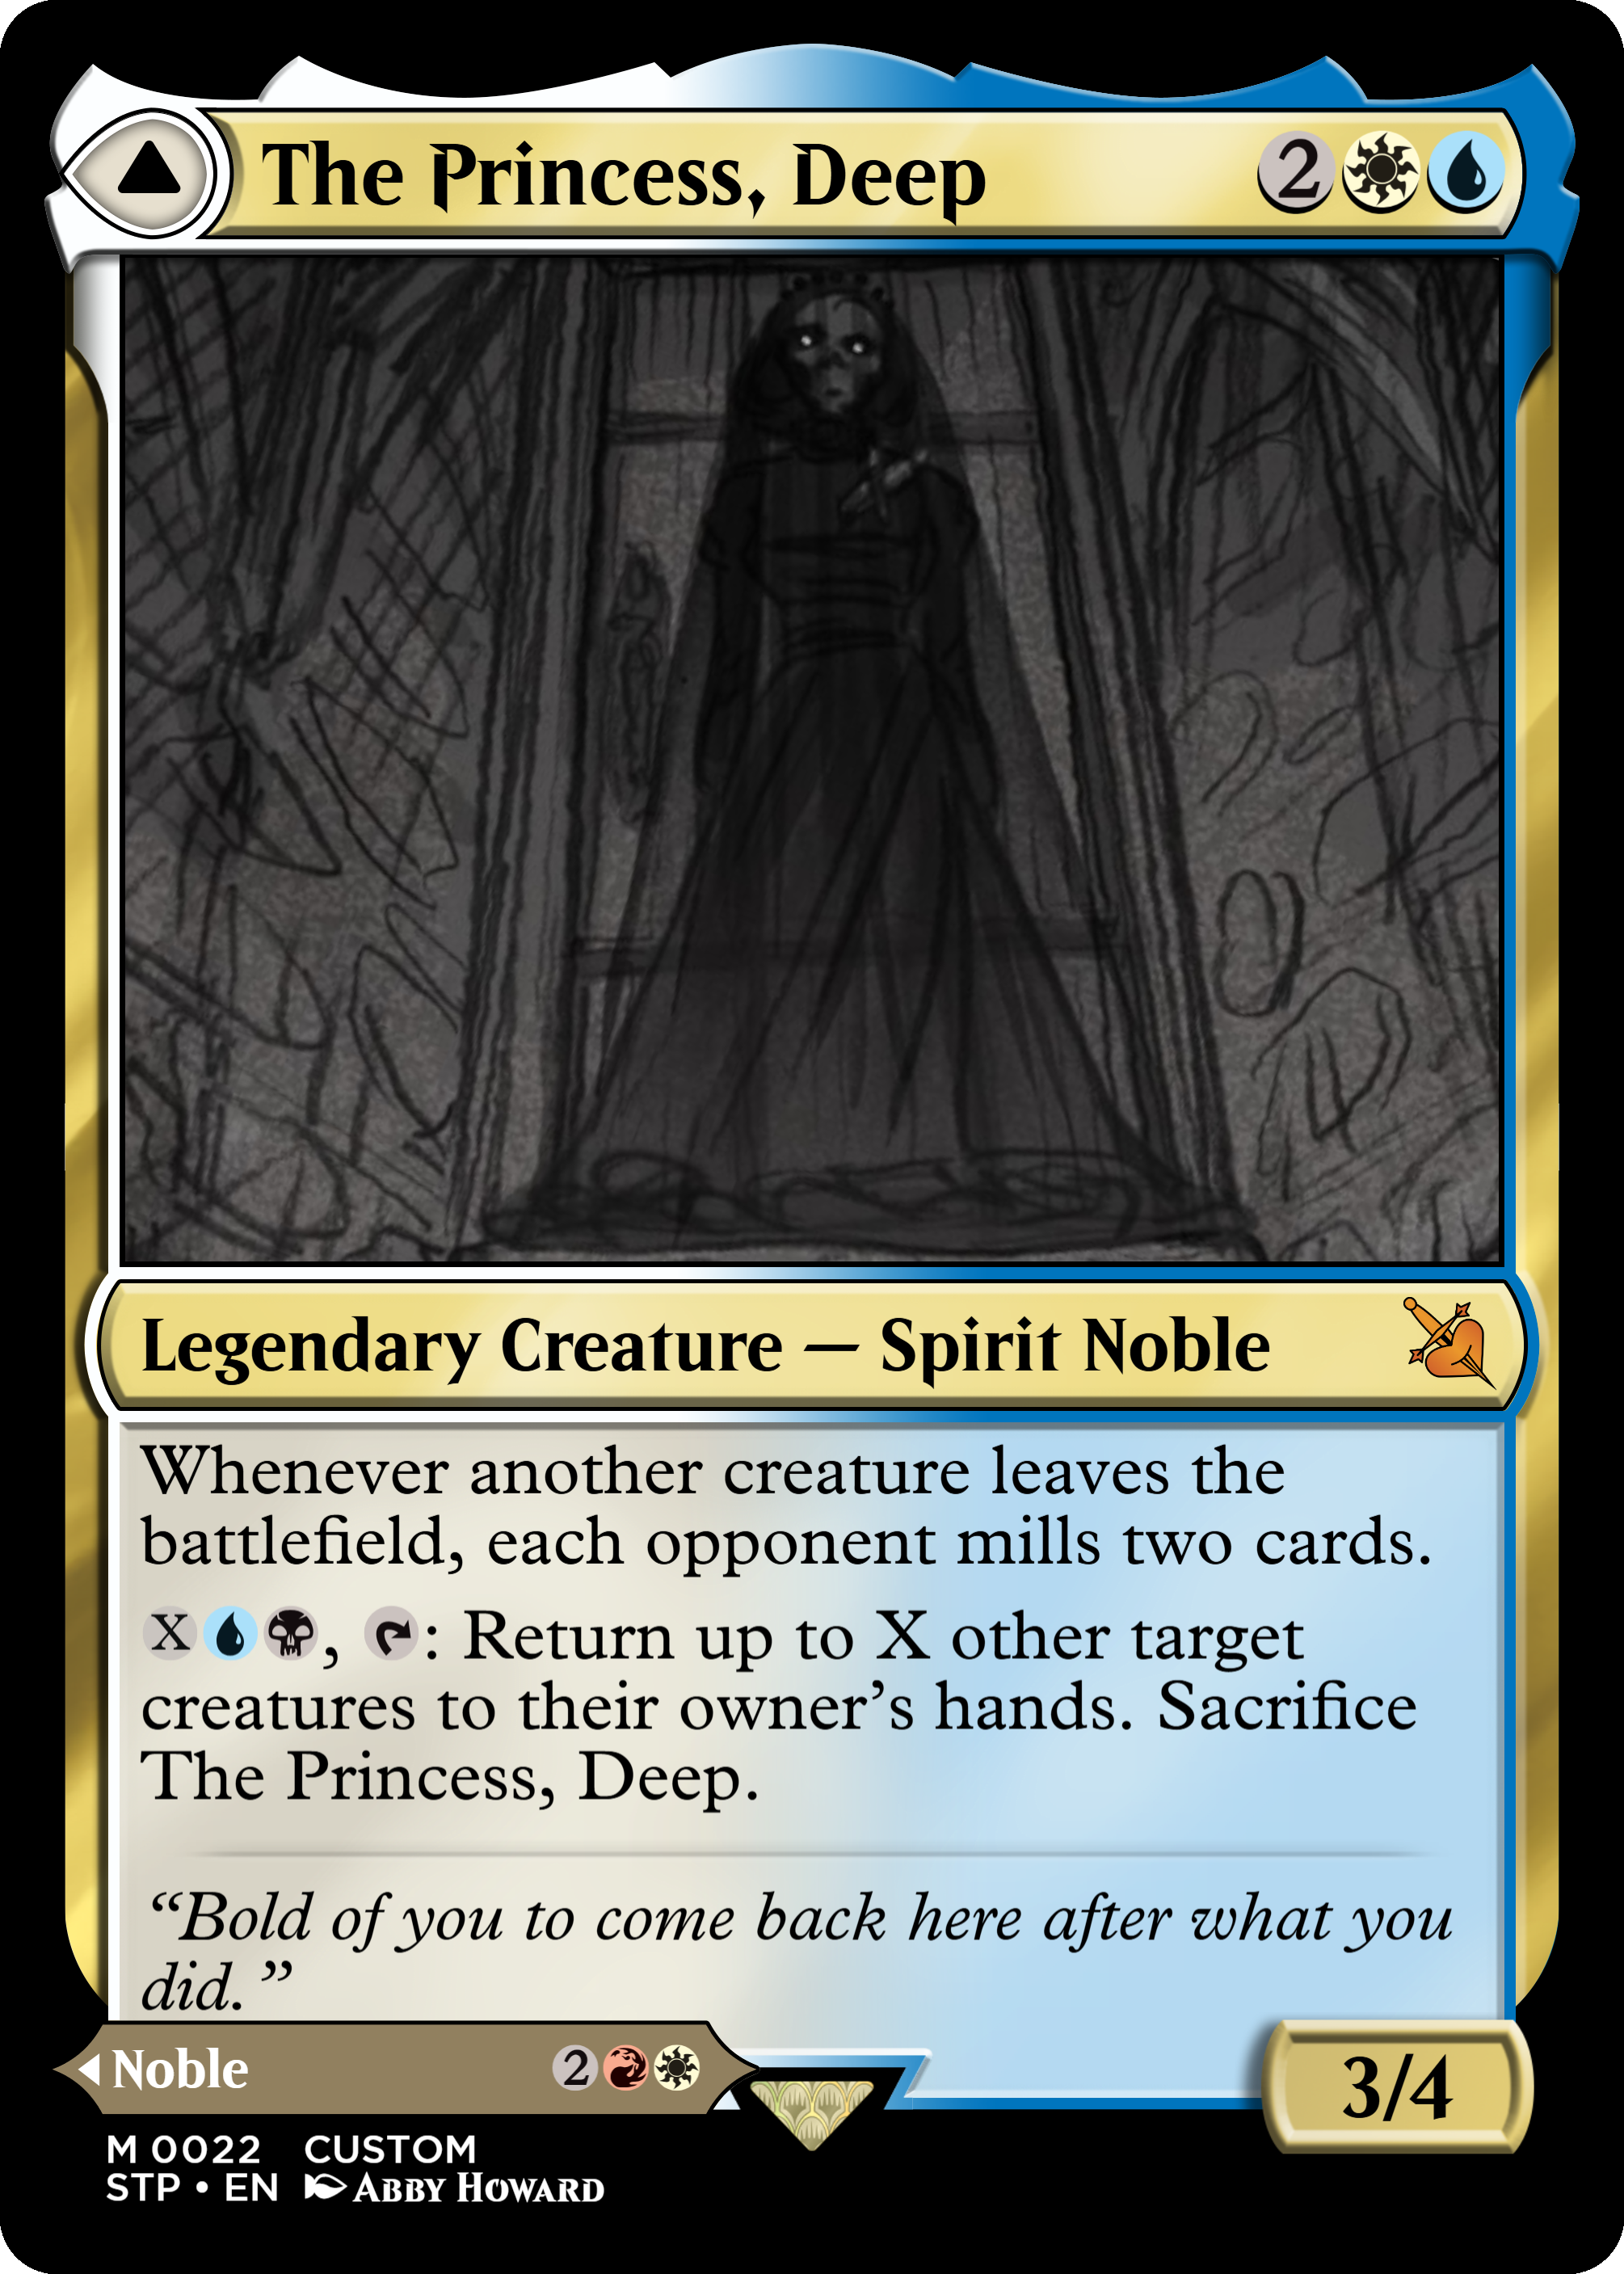 The Princess, Deep 2
Legendary Creature — Spirit Noble
Whenever another creature leaves the
battlefield, each opponent mills two cards.
X, : Return up to X other target
creatures to their owner’s hands. Sacrifice
The Princess, Deep.
“Bold of you to come back here after what you
did.”
Noble 2
3/4
M 0022 CUSTOM
STP • EN ABBY HOWARD